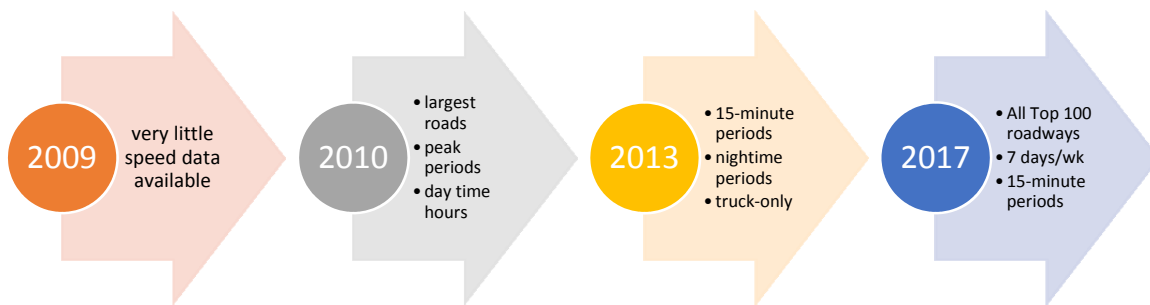 2009
very little
speed data
available
2010
• largest
roads
• peak
periods
• day time
hours
2013
• 15-minute
periods
• nightime
periods
• truck-only
2017
• All Top 100
roadways
• 7 days/wk
• 15-minute
periods